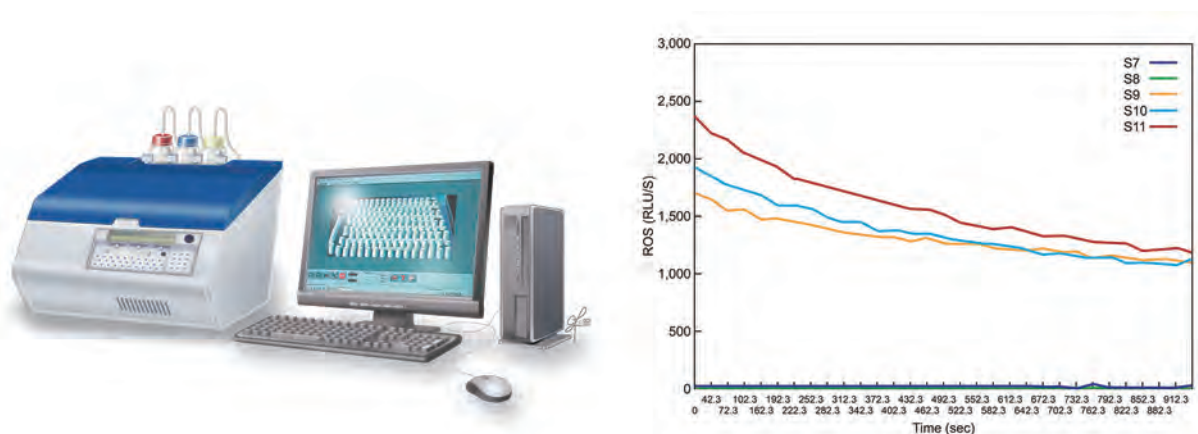 3,000
2,500
2,000
1,500
1,000
500
0
ROS (RLU/S)
S7
S8
S9
S10
S11
42.3 102.3 162.3 222.3 282.3 342.3 402.3 462.3 522.3 582.3 642.3 702.3 762.3 822.3 882.3
0 72.3 132.3 192.3 252.3 312.3 372.3 432.3 492.3 552.3 612.3 672.3 732.3 792.3 852.3 912.3
Time (sec)